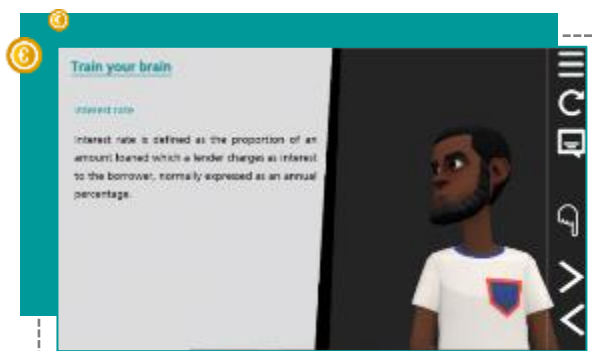 Train your brain
Interest rate
Interest rate is defined as the proportion of an
amount loaned which a lender charges as interest
to the borrower, normally expressed as an annual
percentage.